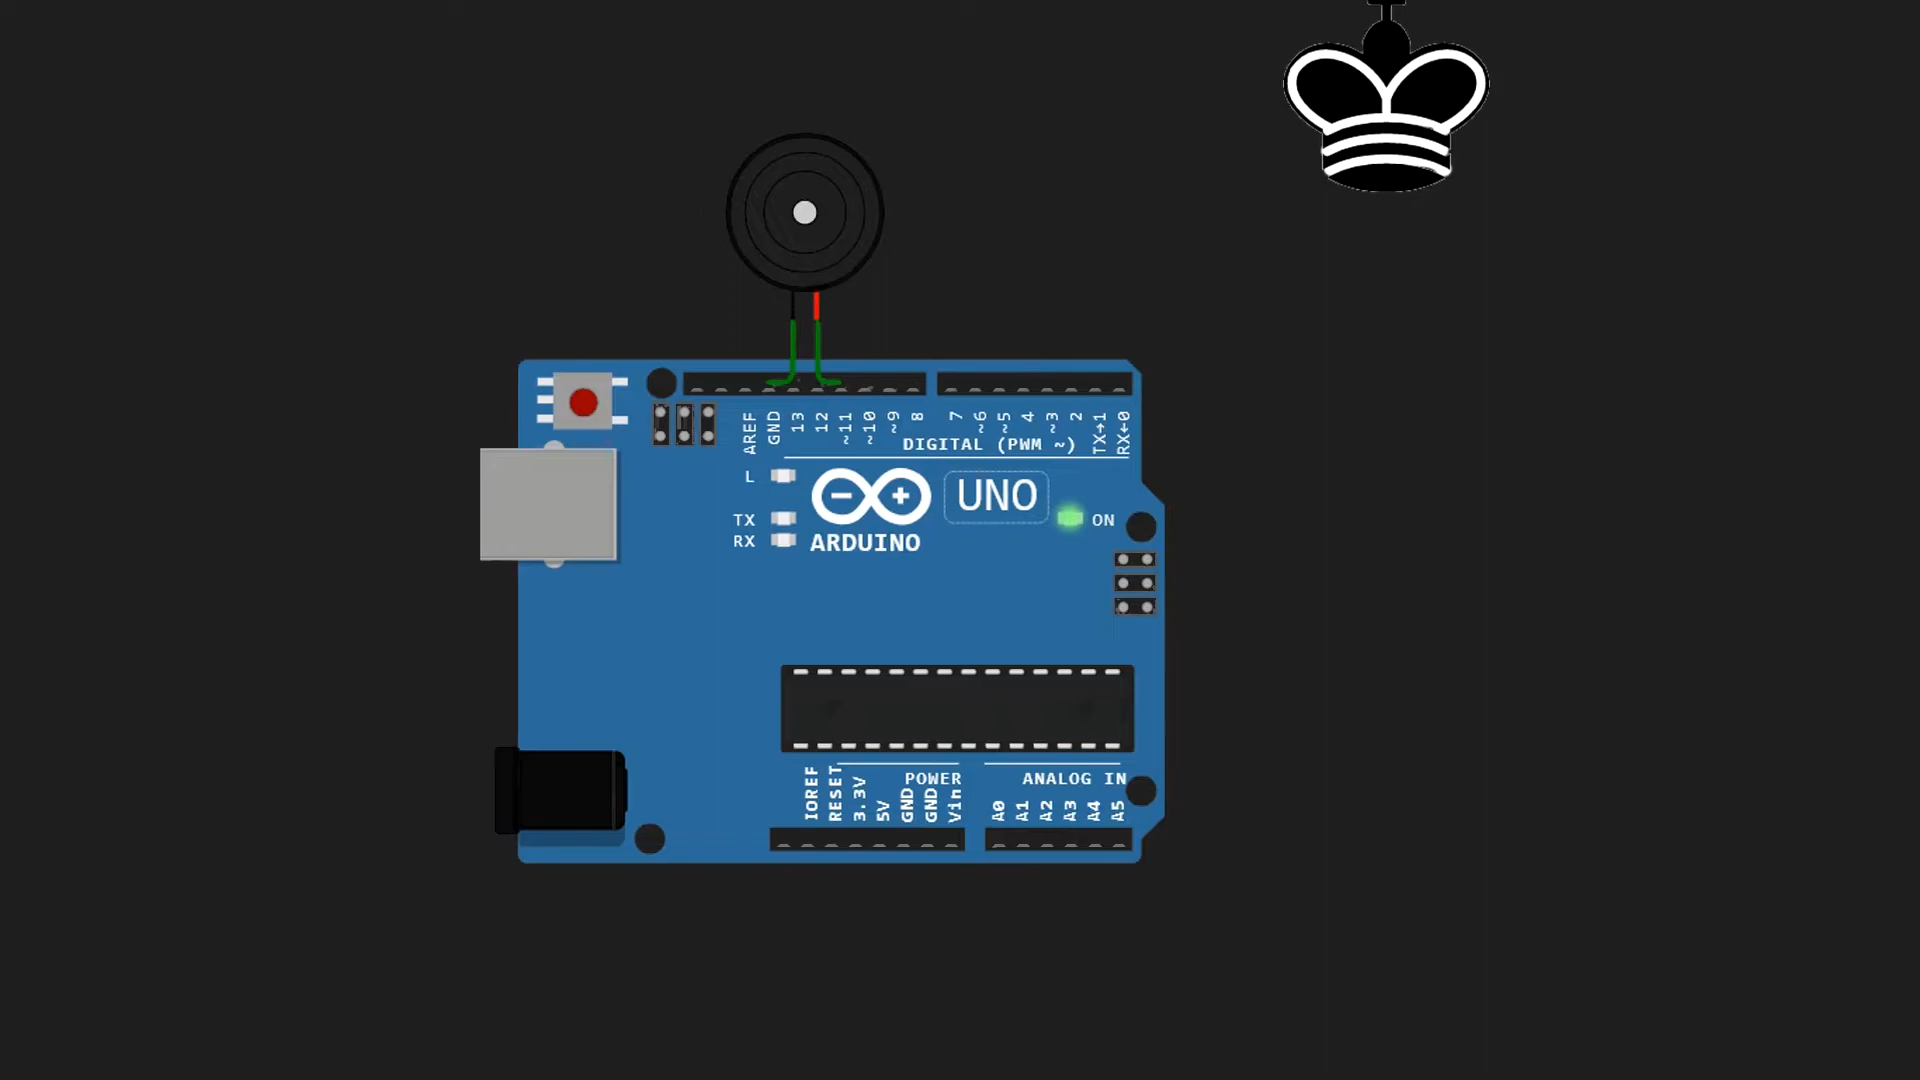 AREF
GND
13
12
~11
~10
~9
8
7
~6
~5
4
~3
2
TX→1
RX←0
DIGITAL (PWM ~)
L
TX
RX
UNO
ON
ARDUINO
POWER
ANALOG IN
IOREF
RESET
3.3V
5V
GND
GND
Vin
A0
A1
A2
A3
A4
A5